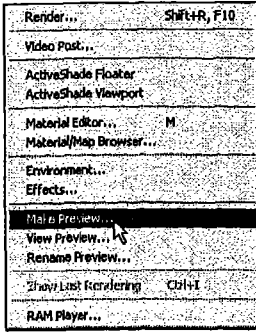 Render... Shift+R, F10
Video Post...
ActiveShade Floater
ActiveShade Viewport
Material Editor... M
Material/Map Browser...
Environment...
Effects...
Make Preview...
View Preview...
Rename Preview...
Show Last Rendering Ctrl+I
RAM Player...